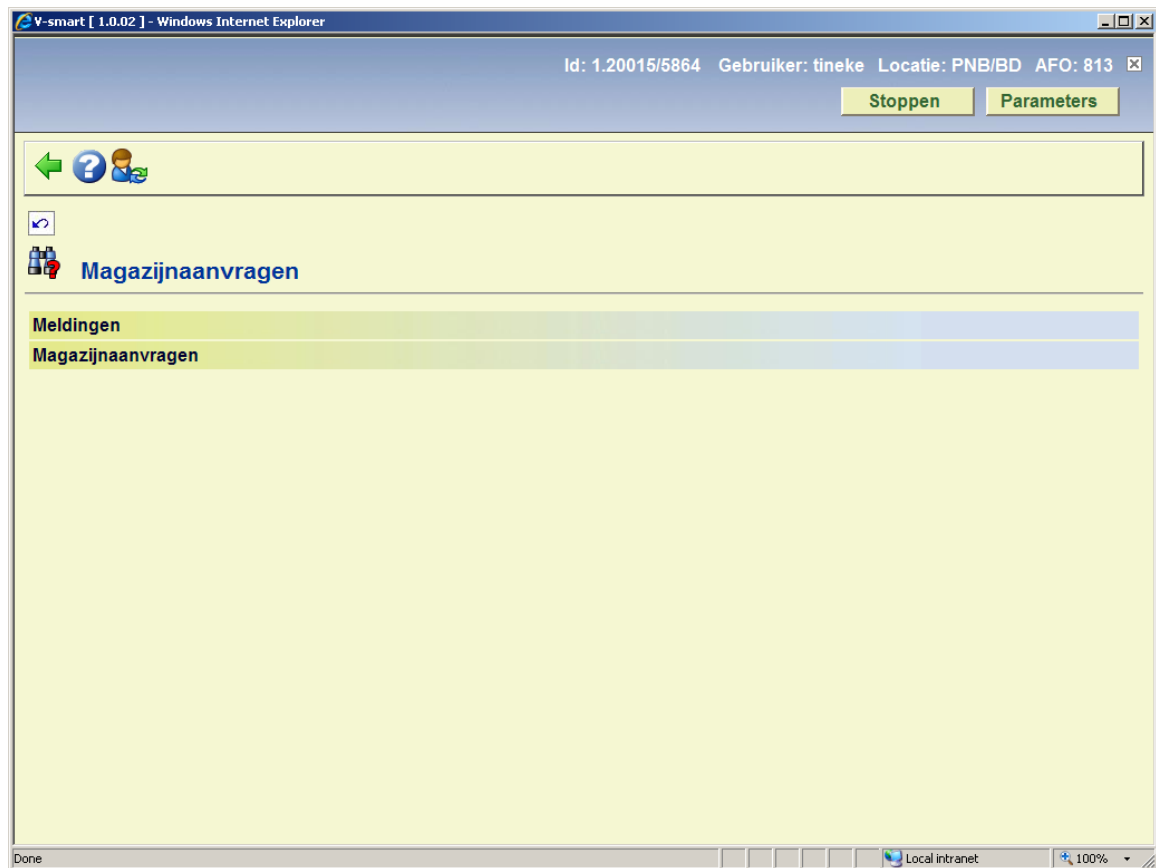 V-smart [ 1.0.02 ] - Windows Internet Explorer
Id: 1.20015/5864 Gebruiker: tineke Locatie: PNB/BD AFO: 813
Stoppen Parameters
Magazijnaanvragen
Meldingen
Magazijnaanvragen
Done Local intranet 100%